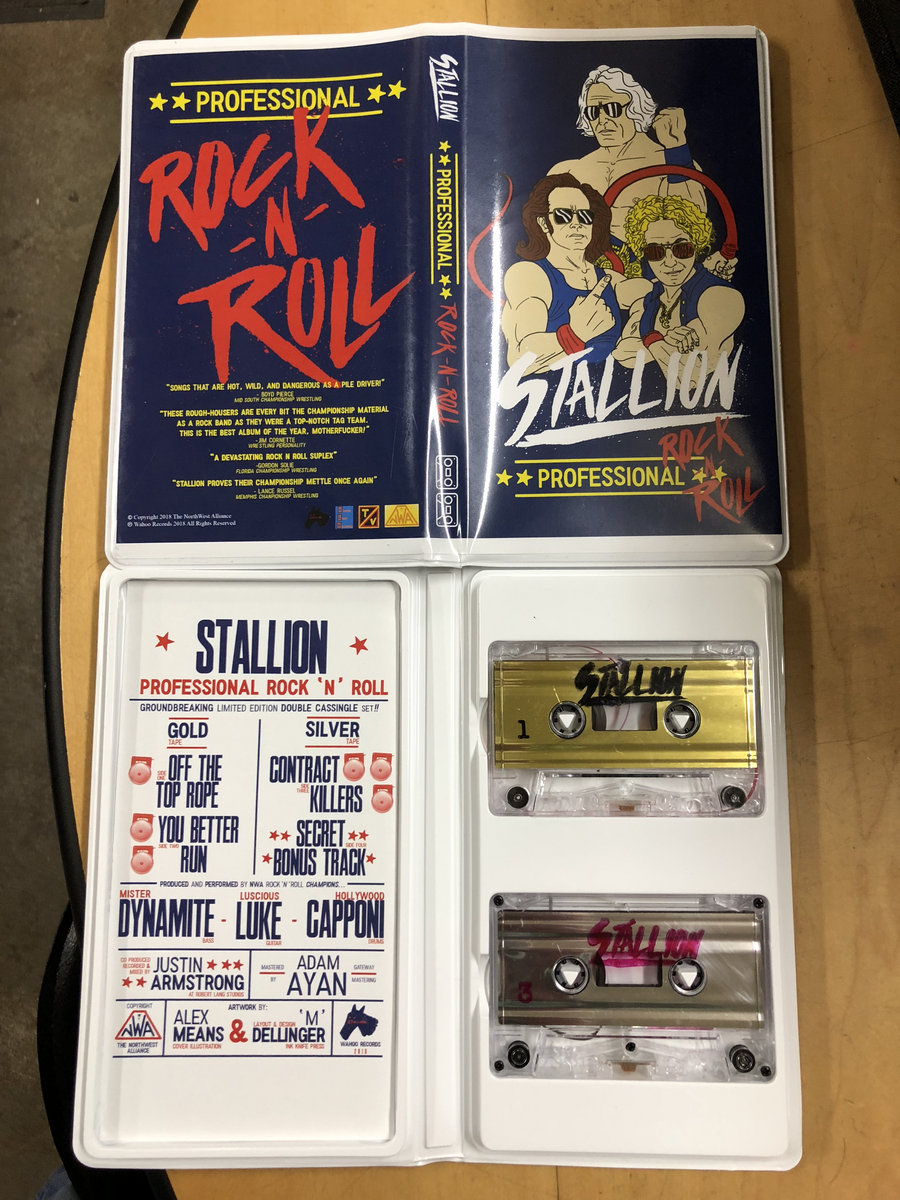 ★★ PROFESSIONAL ★★
ROCK
-N-
ROLL
"SONGS THAT ARE HOT, WILD, AND DANGEROUS AS A PILE DRIVER!"
- BOYD PIERCE
MID SOUTH CHAMPIONSHIP WRESTLING
"THESE ROUGH-HOUSERS ARE EVERY BIT THE CHAMPIONSHIP MATERIAL
AS A ROCK BAND AS THEY WERE A TOP-NOTCH TAG TEAM.
THIS IS THE BEST ALBUM OF THE YEAR, MOTHERFUCKER!"
- JIM CORNETTE
WRESTLING PERSONALITY
"A DEVASTATING ROCK N ROLL SUPLEX"
-GORDON SOLIE
FLORIDA CHAMPIONSHIP WRESTLING
"STALLION PROVES THEIR CHAMPIONSHIP METTLE ONCE AGAIN"
- LANCE RUSSEL
MEMPHIS CHAMPIONSHIP WRESTLING
© Copyright 2018 The NorthWest Alliance
℗ Wahoo Records 2018 All Rights Reserved
T/V
NWA
STALLION
★★ PROFESSIONAL ★★
ROCK-N-ROLL
STALLION
★★ PROFESSIONAL ★★
ROCK
N
ROLL
★ STALLION ★
PROFESSIONAL ROCK 'N' ROLL
GROUNDBREAKING LIMITED EDITION DOUBLE CASSINGLE SET!!
GOLD
TAPE
SIDE ONE
OFF THE
TOP ROPE
SIDE TWO
YOU BETTER
RUN
SILVER
TAPE
CONTRACT
SIDE THREE
KILLERS
★★ SECRET ★★
SIDE FOUR
★ BONUS TRACK ★
PRODUCED AND PERFORMED BY NWA ROCK'N'ROLL CHAMPIONS...
MISTER
DYNAMITE -
BASS
LUSCIOUS
LUKE -
GUITAR
HOLLYWOOD
CAPPONI
DRUMS
CO PRODUCED
RECORDED &
MIXED BY
JUSTIN ★★★
★★ ARMSTRONG
AT ROBERT LANG STUDIOS
MASTERED
BY
ADAM
AYAN
GATEWAY
MASTERING
COPYRIGHT
NWA
THE NORTHWEST
ALLIANCE
ARTWORK BY:
ALEX
MEANS
COVER ILLUSTRATION
&
LAYOUT & DESIGN
'M'
DELLINGER
INK KNIFE PRESS
WAHOO RECORDS
2018
STALLION
1
STALLION
3